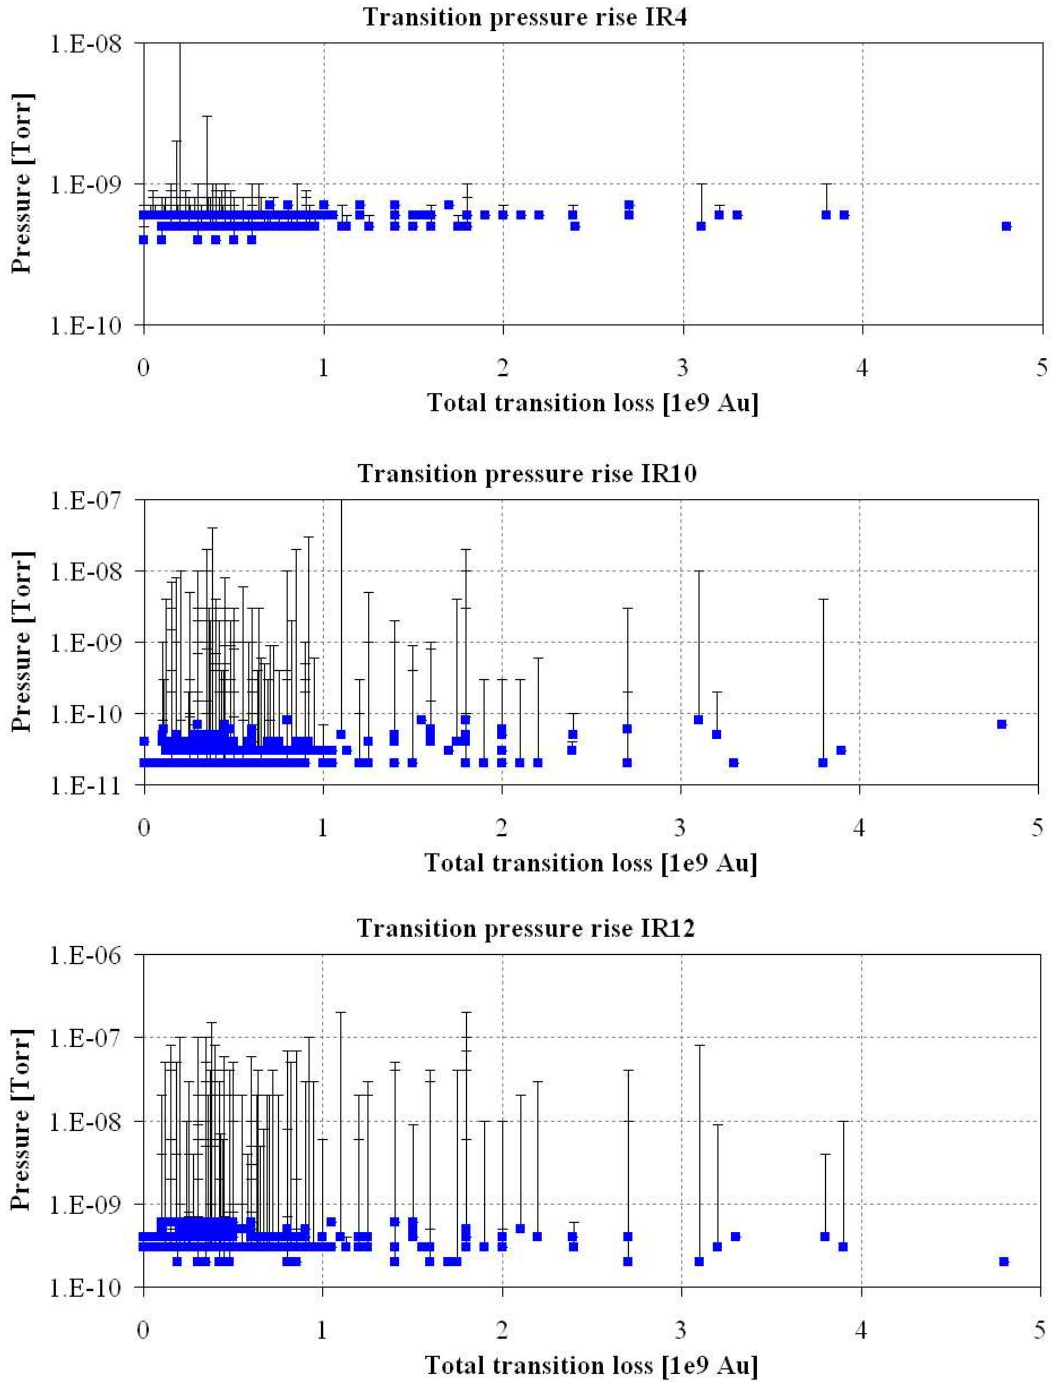 Transition pressure rise IR4
1.E-08
1.E-09
1.E-10
Pressure [Torr]
0 1 2 3 4 5
Total transition loss [1e9 Au]
Transition pressure rise IR10
1.E-07
1.E-08
1.E-09
1.E-10
1.E-11
Pressure [Torr]
0 1 2 3 4 5
Total transition loss [1e9 Au]
Transition pressure rise IR12
1.E-06
1.E-07
1.E-08
1.E-09
1.E-10
Pressure [Torr]
0 1 2 3 4 5
Total transition loss [1e9 Au]